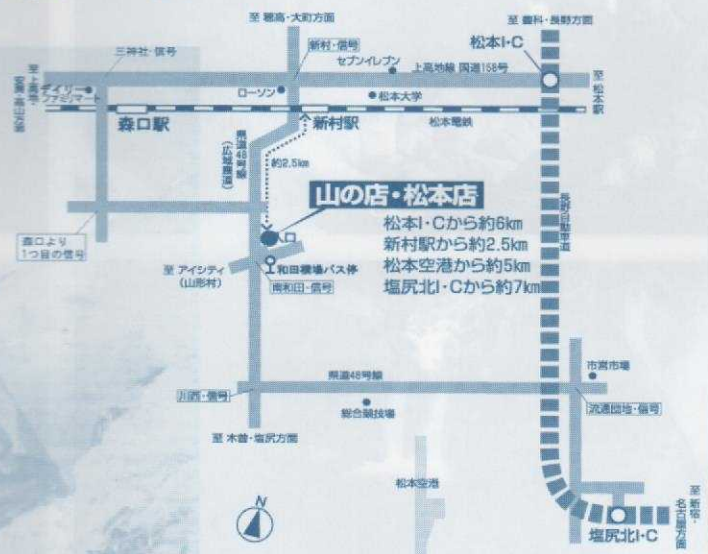 至 穂高・大町方面
至 豊科・長野方面
三神社・信号
新村・信号
セブンイレブン
松本I・C
上高地線 国道158号
至 上高地・
安曇・高山方面
デイリー
ファミリマート
ローソン
松本大学
至 松本駅
森口駅
新村駅
松本電鉄
県道48号線
(広域農道)
約2.5km
山の店・松本店
松本I・Cから約6km
新村駅から約2.5km
松本空港から約5km
塩尻北I・Cから約7km
長野自動車道
入口
森口より
1つ目の信号
至 アイシティ
(山形村)
和田横場バス停
南和田・信号
県道48号線
市営市場
川西・信号
総合競技場
流通団地・信号
至 木曽・塩尻方面
松本空港
N
至 新宿・
名古屋方面
塩尻北I・C